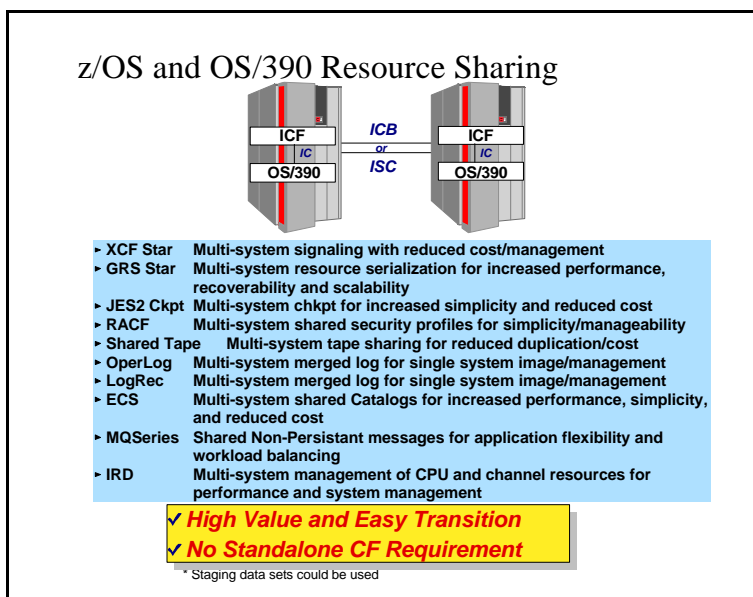 z/OS and OS/390 Resource Sharing
ICF
IC
OS/390
ICB
or
ISC
ICF
IC
OS/390
► XCF Star Multi-system signaling with reduced cost/management
► GRS Star Multi-system resource serialization for increased performance,
recoverability and scalability
► JES2 Ckpt Multi-system chkpt for increased simplicity and reduced cost
► RACF Multi-system shared security profiles for simplicity/manageability
► Shared Tape Multi-system tape sharing for reduced duplication/cost
► OperLog Multi-system merged log for single system image/management
► LogRec Multi-system merged log for single system image/management
► ECS Multi-system shared Catalogs for increased performance, simplicity,
and reduced cost
► MQSeries Shared Non-Persistant messages for application flexibility and
workload balancing
► IRD Multi-system management of CPU and channel resources for
performance and system management
✓ High Value and Easy Transition
✓ No Standalone CF Requirement
* Staging data sets could be used